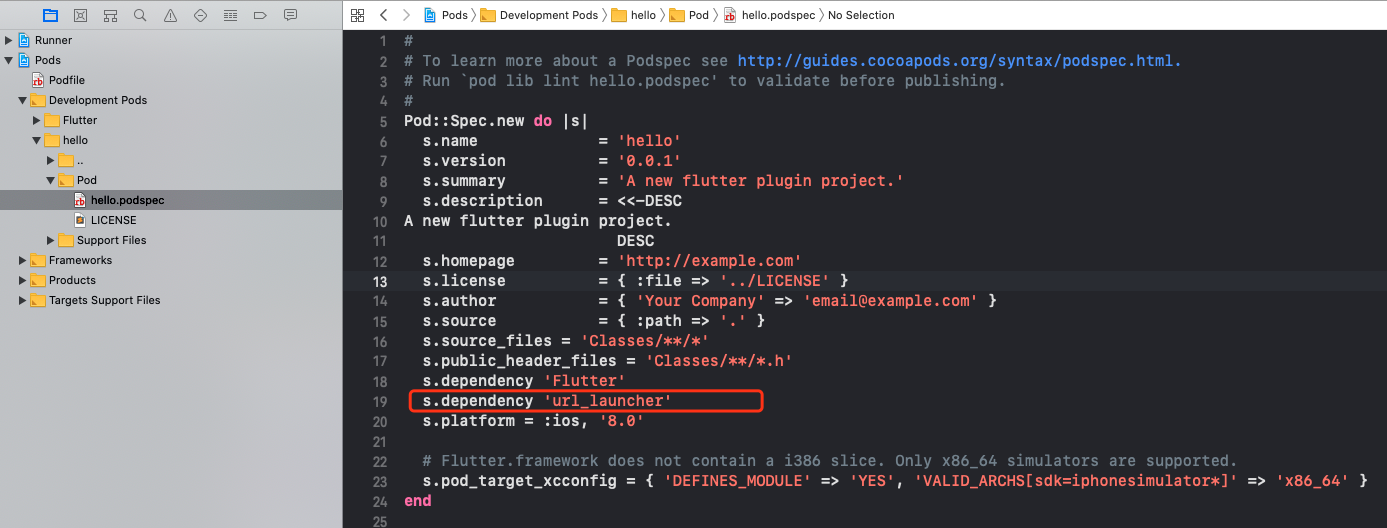 Pods Development Pods hello Pod hello.podspec No Selection
Runner
Pods
Podfile
Development Pods
Flutter
hello
..
Pod
hello.podspec
LICENSE
Support Files
Frameworks
Products
Targets Support Files
1 #
2 # To learn more about a Podspec see http://guides.cocoapods.org/syntax/podspec.html.
3 # Run `pod lib lint hello.podspec' to validate before publishing.
4 #
5 Pod::Spec.new do |s|
6 s.name = 'hello'
7 s.version = '0.0.1'
8 s.summary = 'A new flutter plugin project.'
9 s.description = <<-DESC
10 A new flutter plugin project.
11 DESC
12 s.homepage = 'http://example.com'
13 s.license = { :file => '../LICENSE' }
14 s.author = { 'Your Company' => 'email@example.com' }
15 s.source = { :path => '.' }
16 s.source_files = 'Classes/**/*'
17 s.public_header_files = 'Classes/**/*.h'
18 s.dependency 'Flutter'
19 s.dependency 'url_launcher'
20 s.platform = :ios, '8.0'
21
22 # Flutter.framework does not contain a i386 slice. Only x86_64 simulators are supported.
23 s.pod_target_xcconfig = { 'DEFINES_MODULE' => 'YES', 'VALID_ARCHS[sdk=iphonesimulator*]' => 'x86_64' }
24 end
25